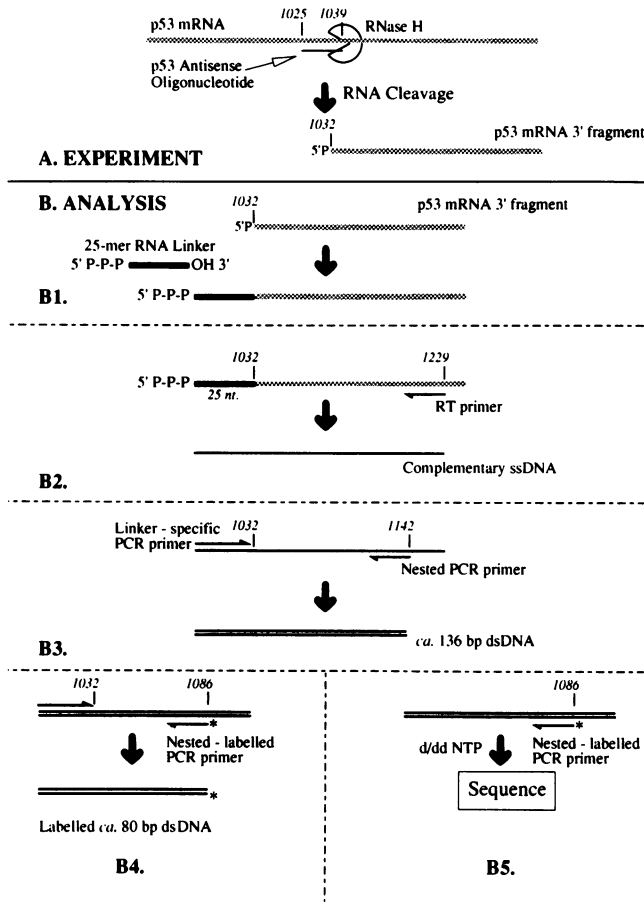 p53 mRNA
1025
1039
RNase H
p53 Antisense
Oligonucleotide
RNA Cleavage
1032
5'P
p53 mRNA 3' fragment
A. EXPERIMENT
B. ANALYSIS
1032
5'P
p53 mRNA 3' fragment
25-mer RNA Linker
5' P-P-P
OH 3'
B1.
5' P-P-P
1032
1229
5' P-P-P
25 nt.
RT primer
B2.
Complementary ssDNA
Linker - specific
PCR primer
1032
1142
Nested PCR primer
B3.
ca. 136 bp dsDNA
1032
1086
*
Nested - labelled
PCR primer
*
Labelled ca. 80 bp dsDNA
B4.
1086
*
d/dd NTP
Nested - labelled
PCR primer
Sequence
B5.